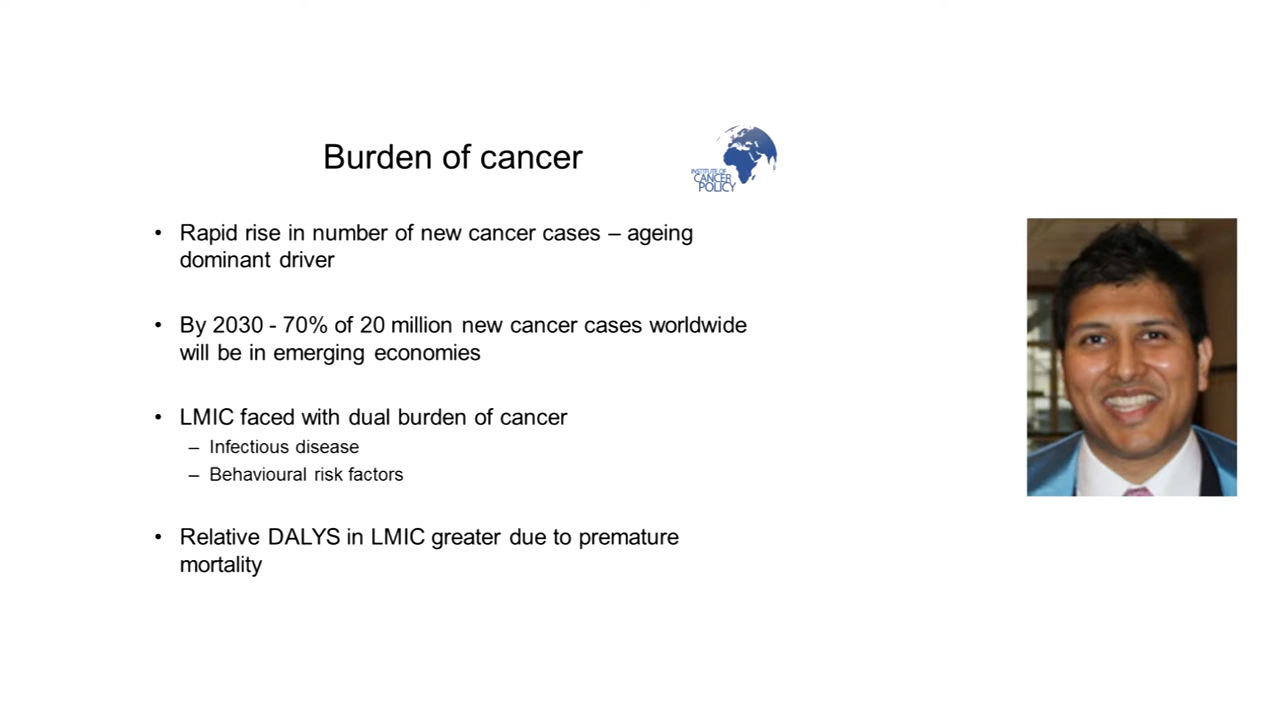 Burden of cancer
INSTITUTE OF
CANCER
POLICY
• Rapid rise in number of new cancer cases – ageing
dominant driver
• By 2030 - 70% of 20 million new cancer cases worldwide
will be in emerging economies
• LMIC faced with dual burden of cancer
– Infectious disease
– Behavioural risk factors
• Relative DALYS in LMIC greater due to premature
mortality